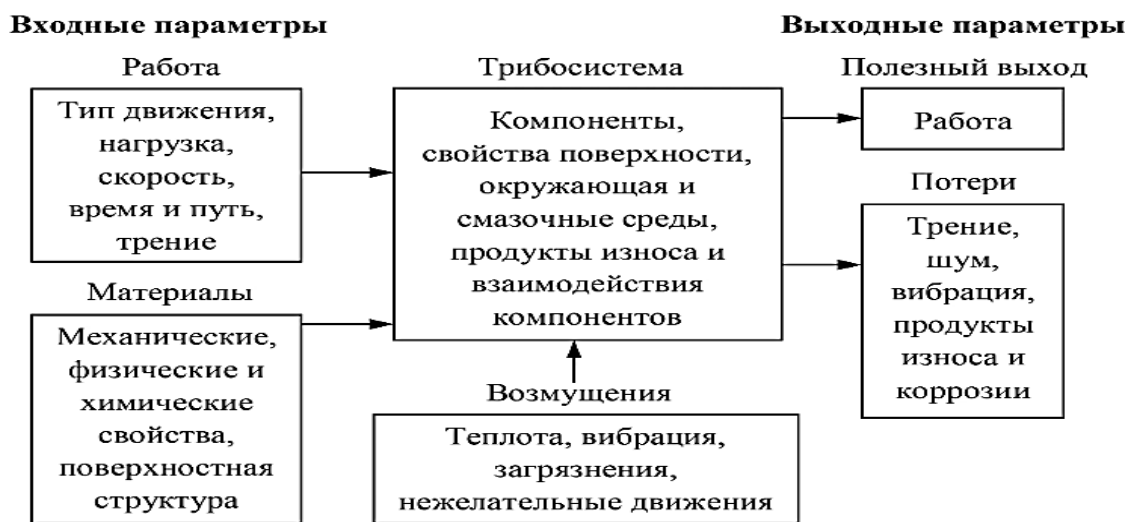 Входные параметры
Работа
Тип движения,
нагрузка,
скорость,
время и путь,
трение
Материалы
Механические,
физические и
химические
свойства,
поверхностная
структура
Трибосистема
Компоненты,
свойства поверхности,
окружающая и
смазочные среды,
продукты износа и
взаимодействия
компонентов
Возмущения
Теплота, вибрация,
загрязнения,
нежелательные движения
Выходные параметры
Полезный выход
Работа
Потери
Трение,
шум,
вибрация,
продукты
износа и
коррозии